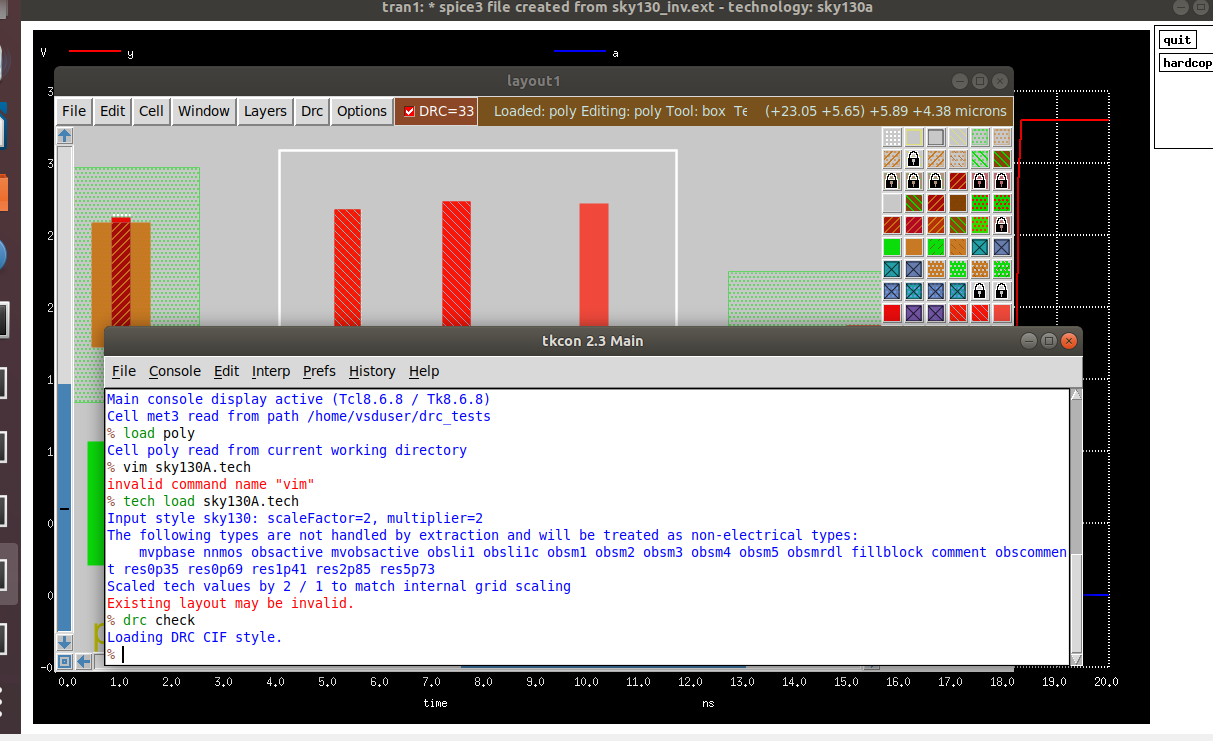 tran1: * spice3 file created from sky130_inv.ext - technology: sky130a
quit
hardcop
V
y
a
layout1
File Edit Cell Window Layers Drc Options DRC=33 Loaded: poly Editing: poly Tool: box Te (+23.05 +5.65) +5.89 +4.38 microns
3
3
2
2
1
1
0
0
-0
tkcon 2.3 Main
File Console Edit Interp Prefs History Help
Main console display active (Tcl8.6.8 / Tk8.6.8)
Cell met3 read from path /home/vsduser/drc_tests
% load poly
Cell poly read from current working directory
% vim sky130A.tech
invalid command name "vim"
% tech load sky130A.tech
Input style sky130: scaleFactor=2, multiplier=2
The following types are not handled by extraction and will be treated as non-electrical types:
mvpbase nnmos obsactive mvobsactive obsli1 obsli1c obsm1 obsm2 obsm3 obsm4 obsm5 obsmrdl fillblock comment obscommen
t res0p35 res0p69 res1p41 res2p85 res5p73
Scaled tech values by 2 / 1 to match internal grid scaling
Existing layout may be invalid.
% drc check
Loading DRC CIF style.
%
p
0.0 1.0 2.0 3.0 4.0 5.0 6.0 7.0 8.0 9.0 10.0 11.0 12.0 13.0 14.0 15.0 16.0 17.0 18.0 19.0 20.0
time ns